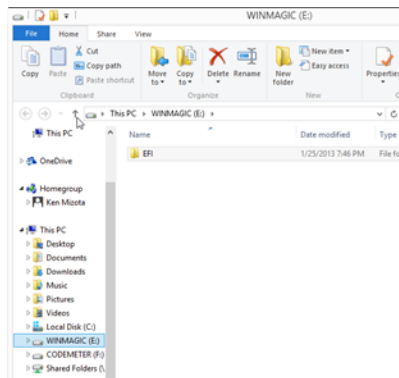 WINMAGIC (E:)
File Home Share View
Copy Paste Cut Copy path Paste shortcut
Move to Copy to Delete Rename
New folder New item Easy access
Properties
Clipboard Organize New
This PC WINMAGIC (E:)
Name Date modified Type
EFI 1/25/2013 7:46 PM File fo
This PC
OneDrive
Homegroup
Ken Mizota
This PC
Desktop
Documents
Downloads
Music
Pictures
Videos
Local Disk (C:)
WINMAGIC (E:)
CODEMETER (F:)
Shared Folders (\